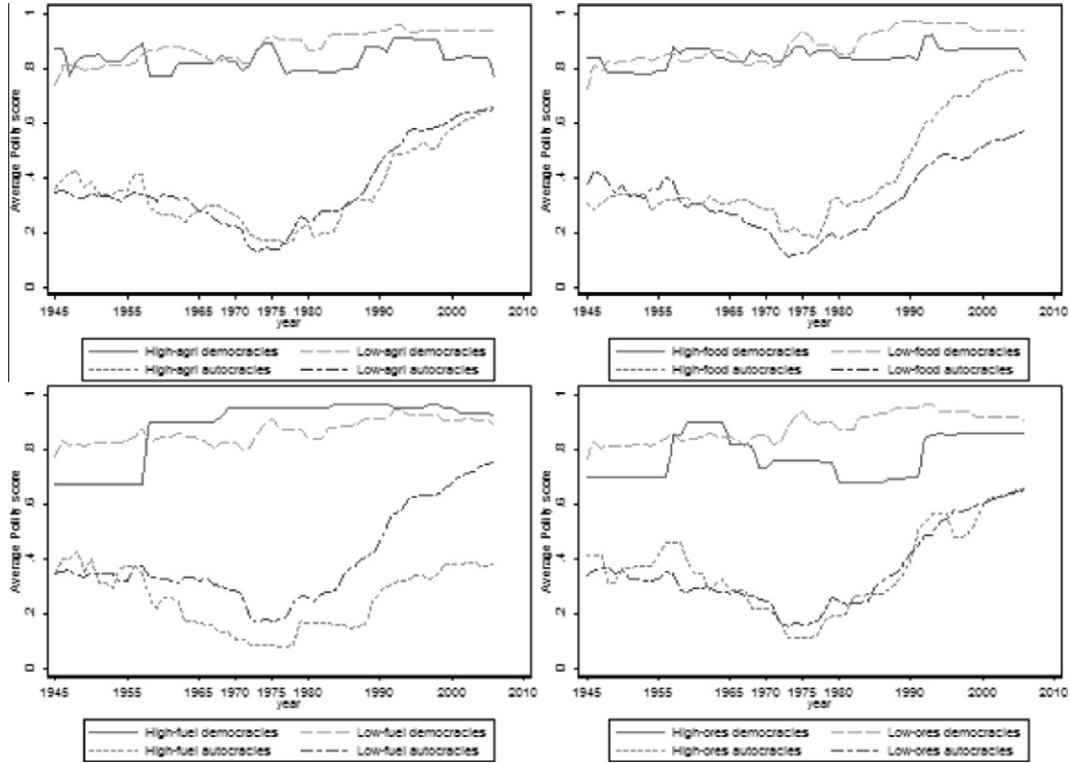 Average Polity score
1
.8
.6
.4
.2
0
1945 1955 1965 1970 1975 1980 1990 2000 2010
year
High-agri democracies Low-agri democracies
High-agri autocracies Low-agri autocracies
Average Polity score
1
.8
.6
.4
.2
0
1945 1955 1965 1970 1975 1980 1990 2000 2010
year
High-food democracies Low-food democracies
High-food autocracies Low-food autocracies
Average Polity score
1
.8
.6
.4
.2
0
1945 1955 1965 1970 1975 1980 1990 2000 2010
year
High-fuel democracies Low-fuel democracies
High-fuel autocracies Low-fuel autocracies
Average Polity score
1
.8
.6
.4
.2
0
1945 1955 1965 1970 1975 1980 1990 2000 2010
year
High-ores democracies Low-ores democracies
High-ores autocracies Low-ores autocracies